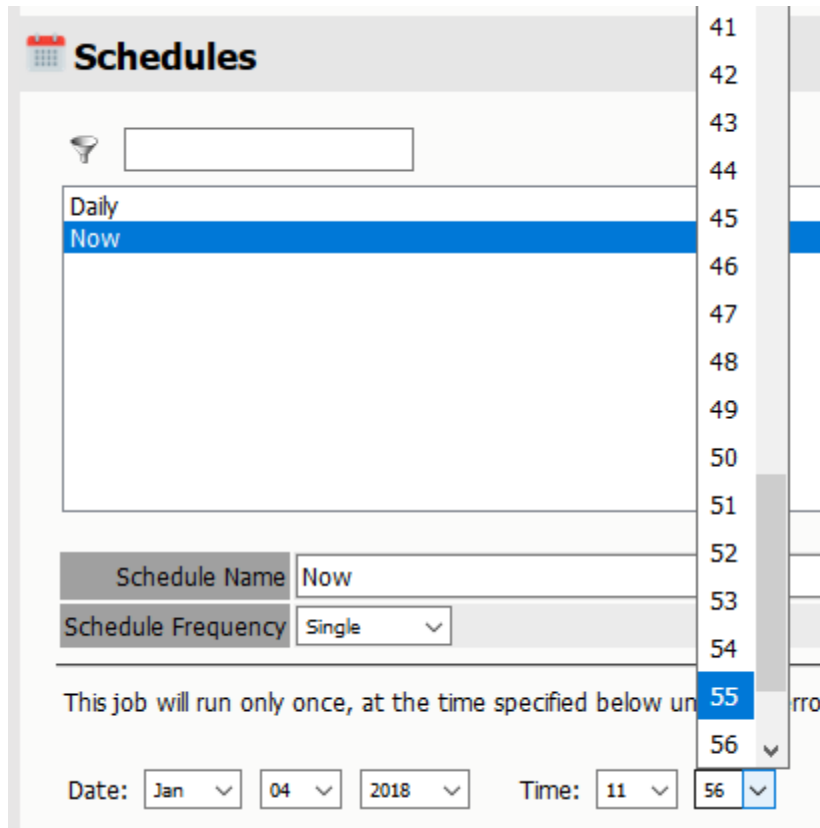 Schedules
Daily
Now
Schedule Name Now
Schedule Frequency Single
This job will run only once, at the time specified below
Date: Jan 04 2018 Time: 11 56
41
42
43
44
45
46
47
48
49
50
51
52
53
54
55
56